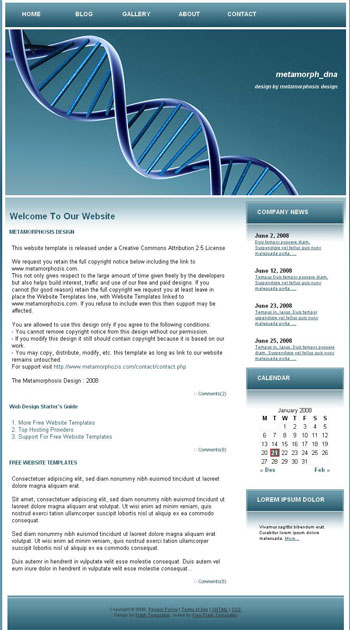 HOME BLOG GALLERY ABOUT CONTACT
metamorph_dna
design by metamorphosis design
Welcome To Our Website
METAMORPHOSIS DESIGN
This website template is released under a Creative Commons Attribution 2.5 License
We request you retain the full copyright notice below including the link to
www.metamorphozis.com.
This not only gives respect to the large amount of time given freely by the developers
but also helps build interest, traffic and use of our free and paid designs. If you
cannot (for good reason) retain the full copyright we request you at least leave in
place the Website Templates line, with Website Templates linked to
www.metamorphozis.com. If you refuse to include even this then support may be
affected.
You are allowed to use this design only if you agree to the following conditions:
- You cannot remove copyright notice from this design without our permission.
- If you modify this design it still should contain copyright because it is based on our
work.
- You may copy, distribute, modify, etc. this template as long as link to our website
remains untouched.
For support visit http://www.metamorphozis.com/contact/contact.php
The Metamorphosis Design : 2008
Comments(2)
Web Design Starter's Guide
1. More Free Website Templates
2. Top Hosting Providers
3. Support For Free Website Templates
Comments(8)
FREE WEBSITE TEMPLATES
Consectetuer adipiscing elit, sed diam nonummy nibh euismod tincidunt ut laoreet
dolore magna aliquam erat.
Sit amet, consectetuer adipiscing elit, sed diam nonummy nibh euismod tincidunt ut
laoreet dolore magna aliquam erat volutpat. Ut wisi enim ad minim veniam, quis
nostrud exerci tation ullamcorper suscipit lobortis nisl ut aliquip ex ea commodo
consequat.
Sed diam nonummy nibh euismod tincidunt ut laoreet dolore magna aliquam erat
volutpat. Ut wisi enim ad minim veniam, quis nostrud exerci tation ullamcorper
suscipit lobortis nisl ut aliquip ex ea commodo consequat.
Duis autem in hendrerit in vulputate velit esse molestie consequat. Duis autem vel
eum iriure dolor in hendrerit in vulputate velit esse molestie consequat...
Comments(8)
COMPANY NEWS
June 2, 2008
Duis tempor posuere diam.
Suspendisse vel tellus quis nunc
malesuada porta. ...
June 12, 2008
Tempus Duis posuere diam.
Suspendisse vel tellus quis nunc
malesuada porta. ...
June 23, 2008
Tempur in, lacus. Duis tempor
malesuada porta. ...
June 25, 2008
Tempur in, lacus. Duis tempor
posuere diam. Suspendisse vel
tellus quis nunc malesuada
porta. ...
CALENDAR
January 2008
M T W T F S S
1 2 3 4 5 6
7 8 9 10 11 12 13
14 15 16 17 18 19 20
21 22 23 24 25 26 27
28 29 30 31
« Dec Feb »
LOREM IPSUM DOLOR
Vivamus sagittis bibendum erat.
Curabitur lorem ipsum dolore
malesuada. More...
Copyright © 2008. Privacy Policy | Terms of Use | XHTML | CSS
Design by Flash Templates, coded by Free Flash Templates